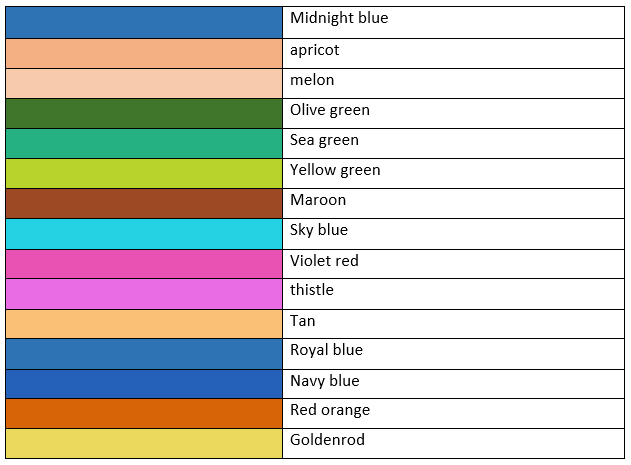 Midnight blue
apricot
melon
Olive green
Sea green
Yellow green
Maroon
Sky blue
Violet red
thistle
Tan
Royal blue
Navy blue
Red orange
Goldenrod